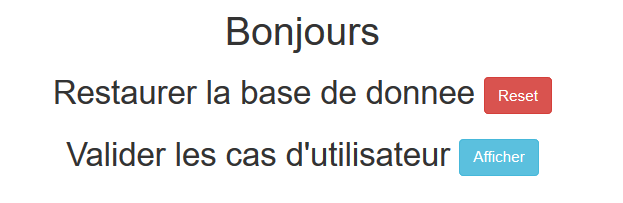 Bonjours
Restaurer la base de donnee Reset
Valider les cas d'utilisateur Afficher